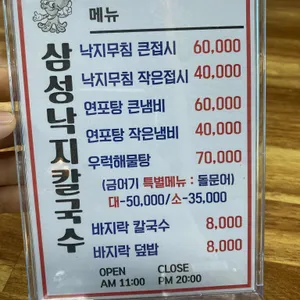 메뉴
삼성낙지칼국수
낙지무침 큰접시 60,000
낙지무침 작은접시 40,000
연포탕 큰냄비 60,000
연포탕 작은냄비 40,000
우럭해물탕 70,000
(금어기 특별메뉴 : 돌문어)
대-50,000/소-35,000
바지락 칼국수 8,000
바지락 덮밥 8,000
OPEN CLOSE
AM 11:00 PM 20:00